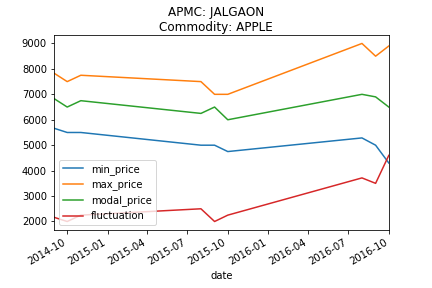 APMC: JALGAON
Commodity: APPLE
9000
8000
7000
6000
5000
4000
3000
2000
min_price
max_price
modal_price
fluctuation
2014-10
2015-01
2015-04
2015-07
2015-10
2016-01
2016-04
2016-07
2016-10
date